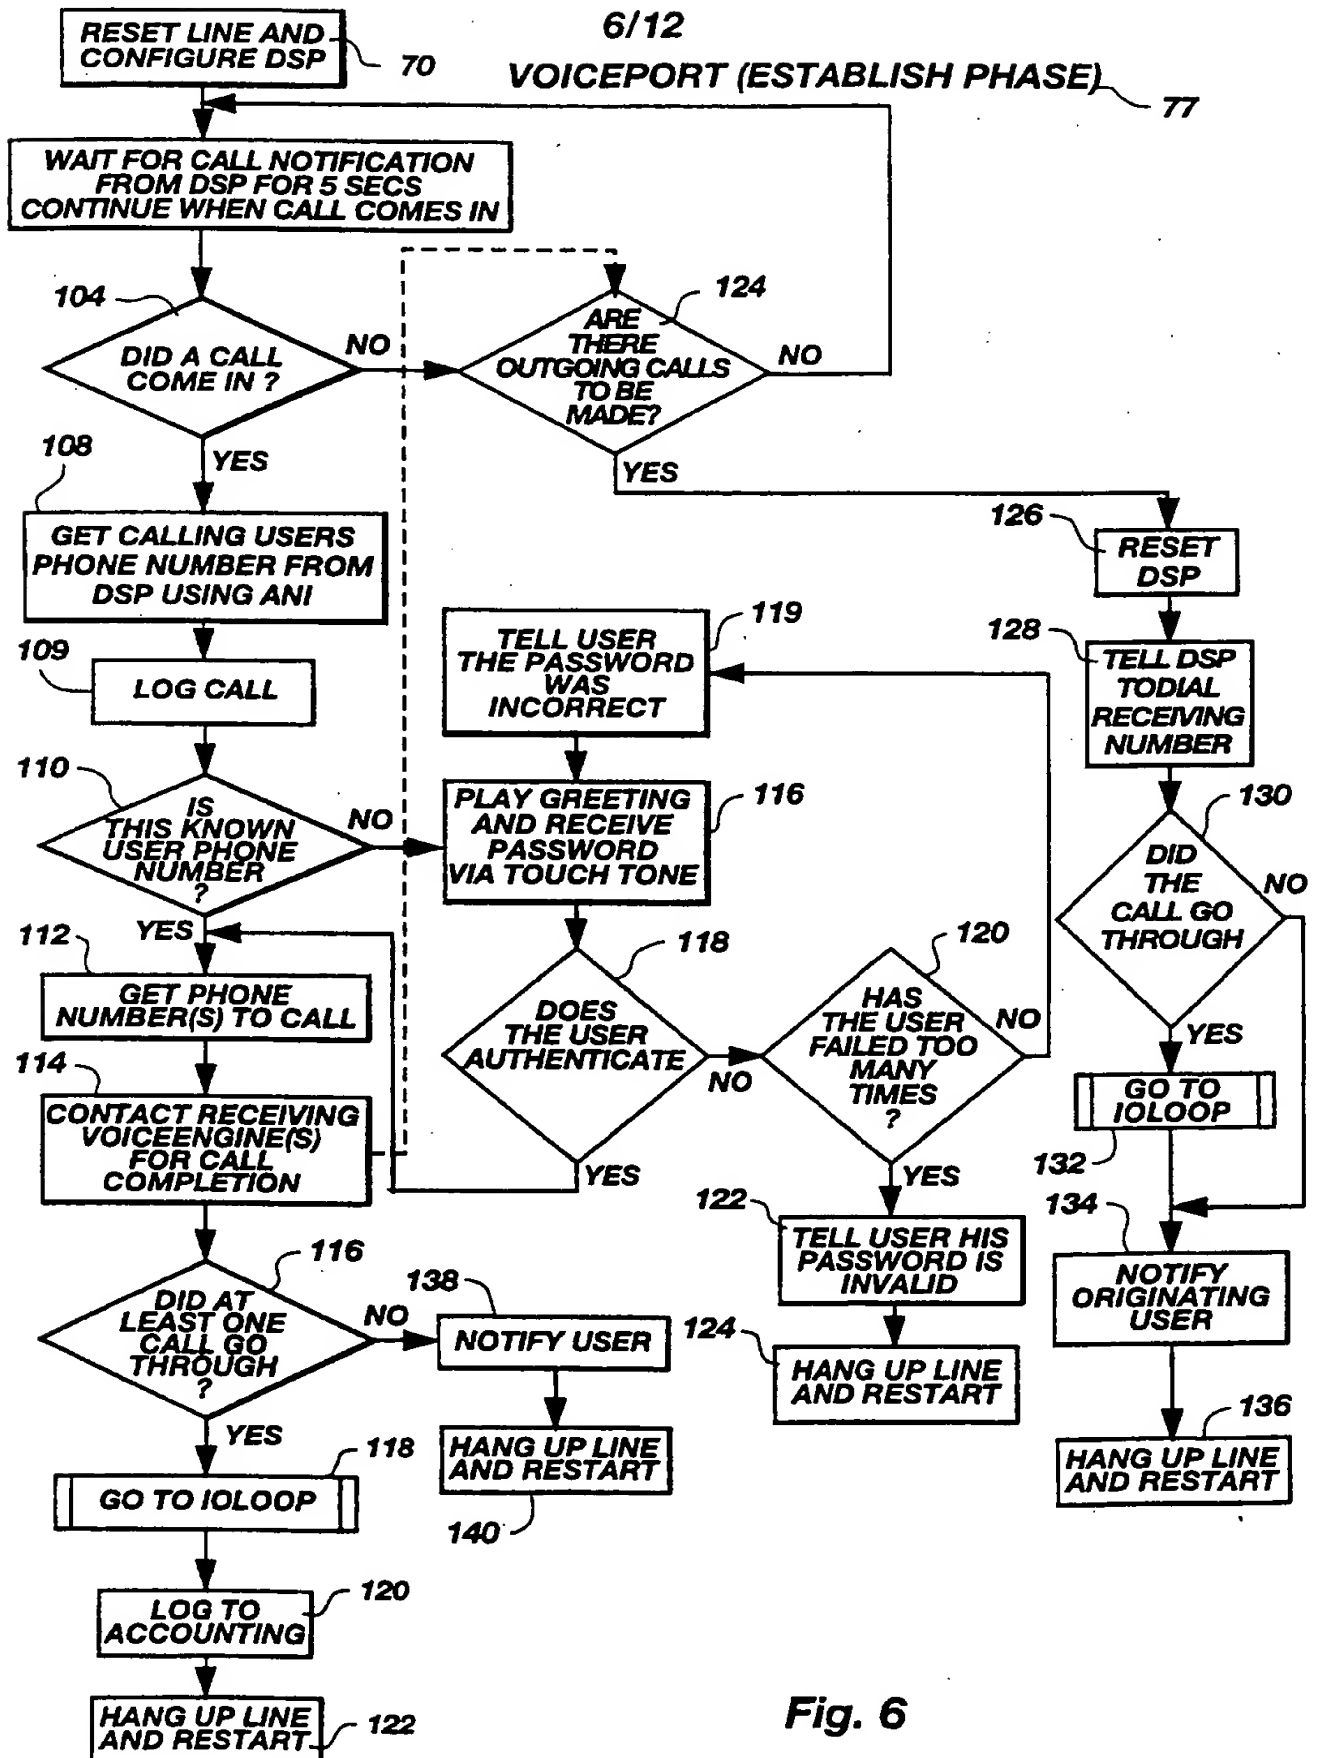 6/12
VOICEPORT (ESTABLISH PHASE)
77
RESET LINE AND
CONFIGURE DSP
70
WAIT FOR CALL NOTIFICATION
FROM DSP FOR 5 SECS
CONTINUE WHEN CALL COMES IN
104
DID A CALL
COME IN ?
NO
YES
124
ARE
THERE
OUTGOING CALLS
TO BE
MADE?
NO
YES
108
GET CALLING USERS
PHONE NUMBER FROM
DSP USING ANI
109
LOG CALL
110
IS
THIS KNOWN
USER PHONE
NUMBER
?
NO
YES
112
GET PHONE
NUMBER(S) TO CALL
114
CONTACT RECEIVING
VOICEENGINE(S)
FOR CALL
COMPLETION
116
DID AT
LEAST ONE
CALL GO
THROUGH
?
NO
YES
118
GO TO IOLOOP
120
LOG TO
ACCOUNTING
HANG UP LINE
AND RESTART
122
119
TELL USER
THE PASSWORD
WAS
INCORRECT
PLAY GREETING
AND RECEIVE
PASSWORD
VIA TOUCH TONE
116
118
DOES
THE USER
AUTHENTICATE
NO
YES
120
HAS
THE USER
FAILED TOO
MANY
TIMES
?
NO
YES
122
TELL USER HIS
PASSWORD IS
INVALID
124
HANG UP LINE
AND RESTART
138
NOTIFY USER
HANG UP LINE
AND RESTART
140
126
RESET
DSP
128
TELL DSP
TODIAL
RECEIVING
NUMBER
130
DID
THE
CALL GO
THROUGH
NO
YES
GO TO
IOLOOP
132
134
NOTIFY
ORIGINATING
USER
136
HANG UP LINE
AND RESTART
Fig. 6